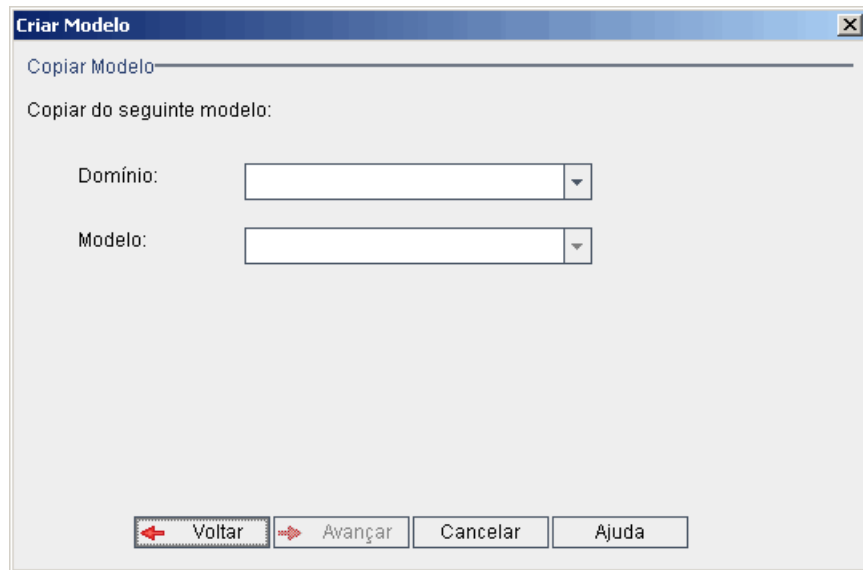 Criar Modelo
Copiar Modelo
Copiar do seguinte modelo:
Domínio:
Modelo:
Voltar Avançar Cancelar Ajuda